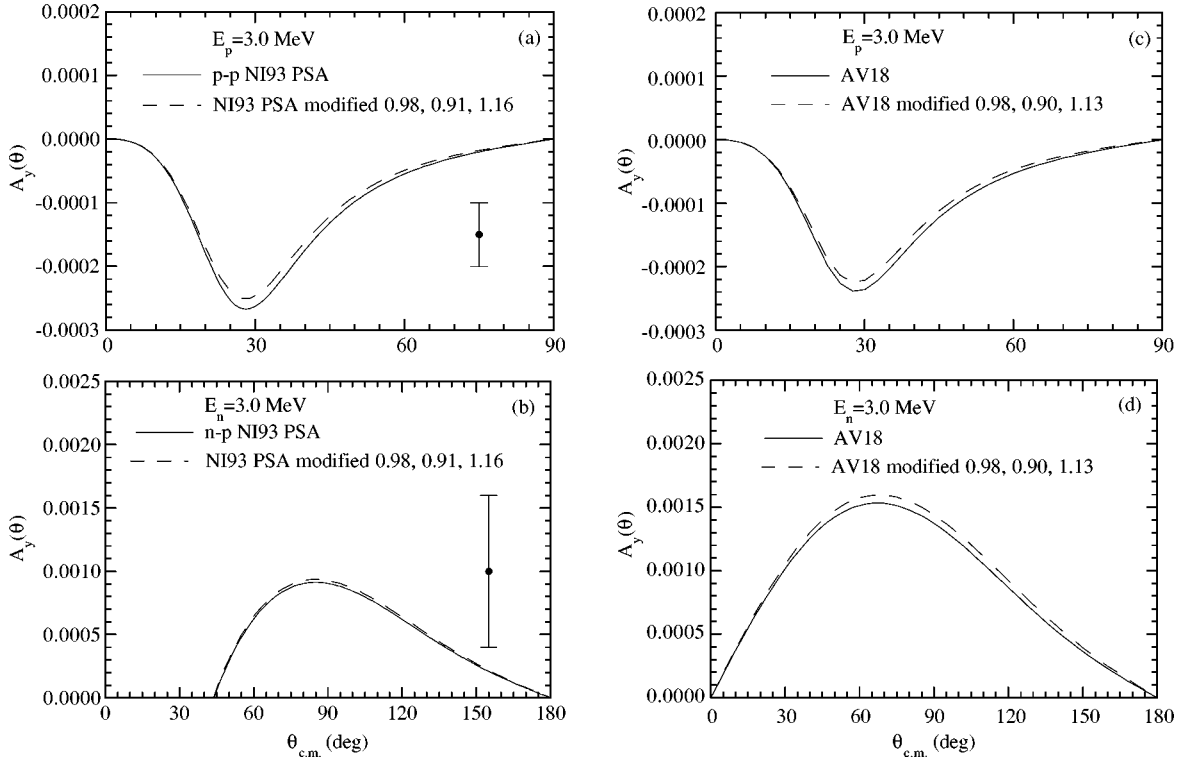 0.0002
0.0001
0.0000
-0.0001
-0.0002
-0.0003
A_y(θ)
E_p=3.0 MeV
(a)
p-p NI93 PSA
NI93 PSA modified 0.98, 0.91, 1.16
0 30 60 90
0.0002
0.0001
0.0000
-0.0001
-0.0002
-0.0003
A_y(θ)
E_p=3.0 MeV
(c)
AV18
AV18 modified 0.98, 0.90, 1.13
0 30 60 90
0.0025
0.0020
0.0015
0.0010
0.0005
0.0000
A_y(θ)
E_n=3.0 MeV
(b)
n-p NI93 PSA
NI93 PSA modified 0.98, 0.91, 1.16
0 30 60 90 120 150 180
θ_c.m. (deg)
0.0025
0.0020
0.0015
0.0010
0.0005
0.0000
A_y(θ)
E_n=3.0 MeV
(d)
AV18
AV18 modified 0.98, 0.90, 1.13
0 30 60 90 120 150 180
θ_c.m. (deg)